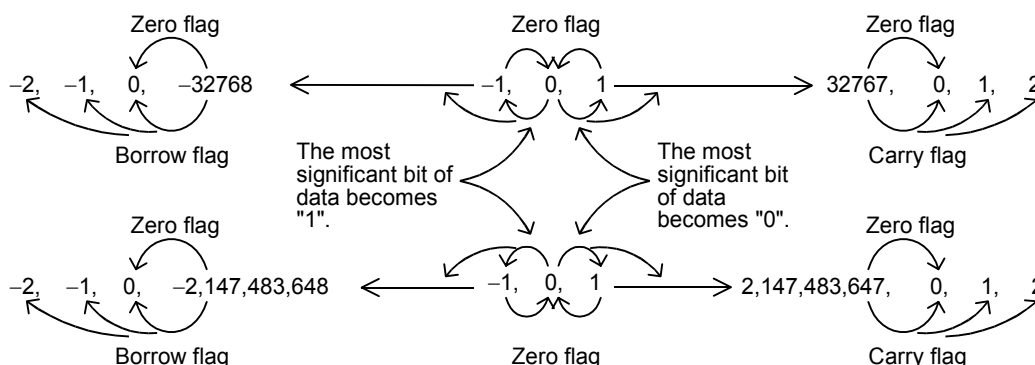 Zero flag Zero flag Zero flag
−2, −1, 0, −32768 −1, 0, 1 32767, 0, 1, 2
Borrow flag Carry flag
The most
significant bit of
data becomes
"1".
The most
significant bit
of data
becomes "0".
Zero flag Zero flag
−2, −1, 0, −2,147,483,648 −1, 0, 1 2,147,483,647, 0, 1, 2
Borrow flag Zero flag Carry flag